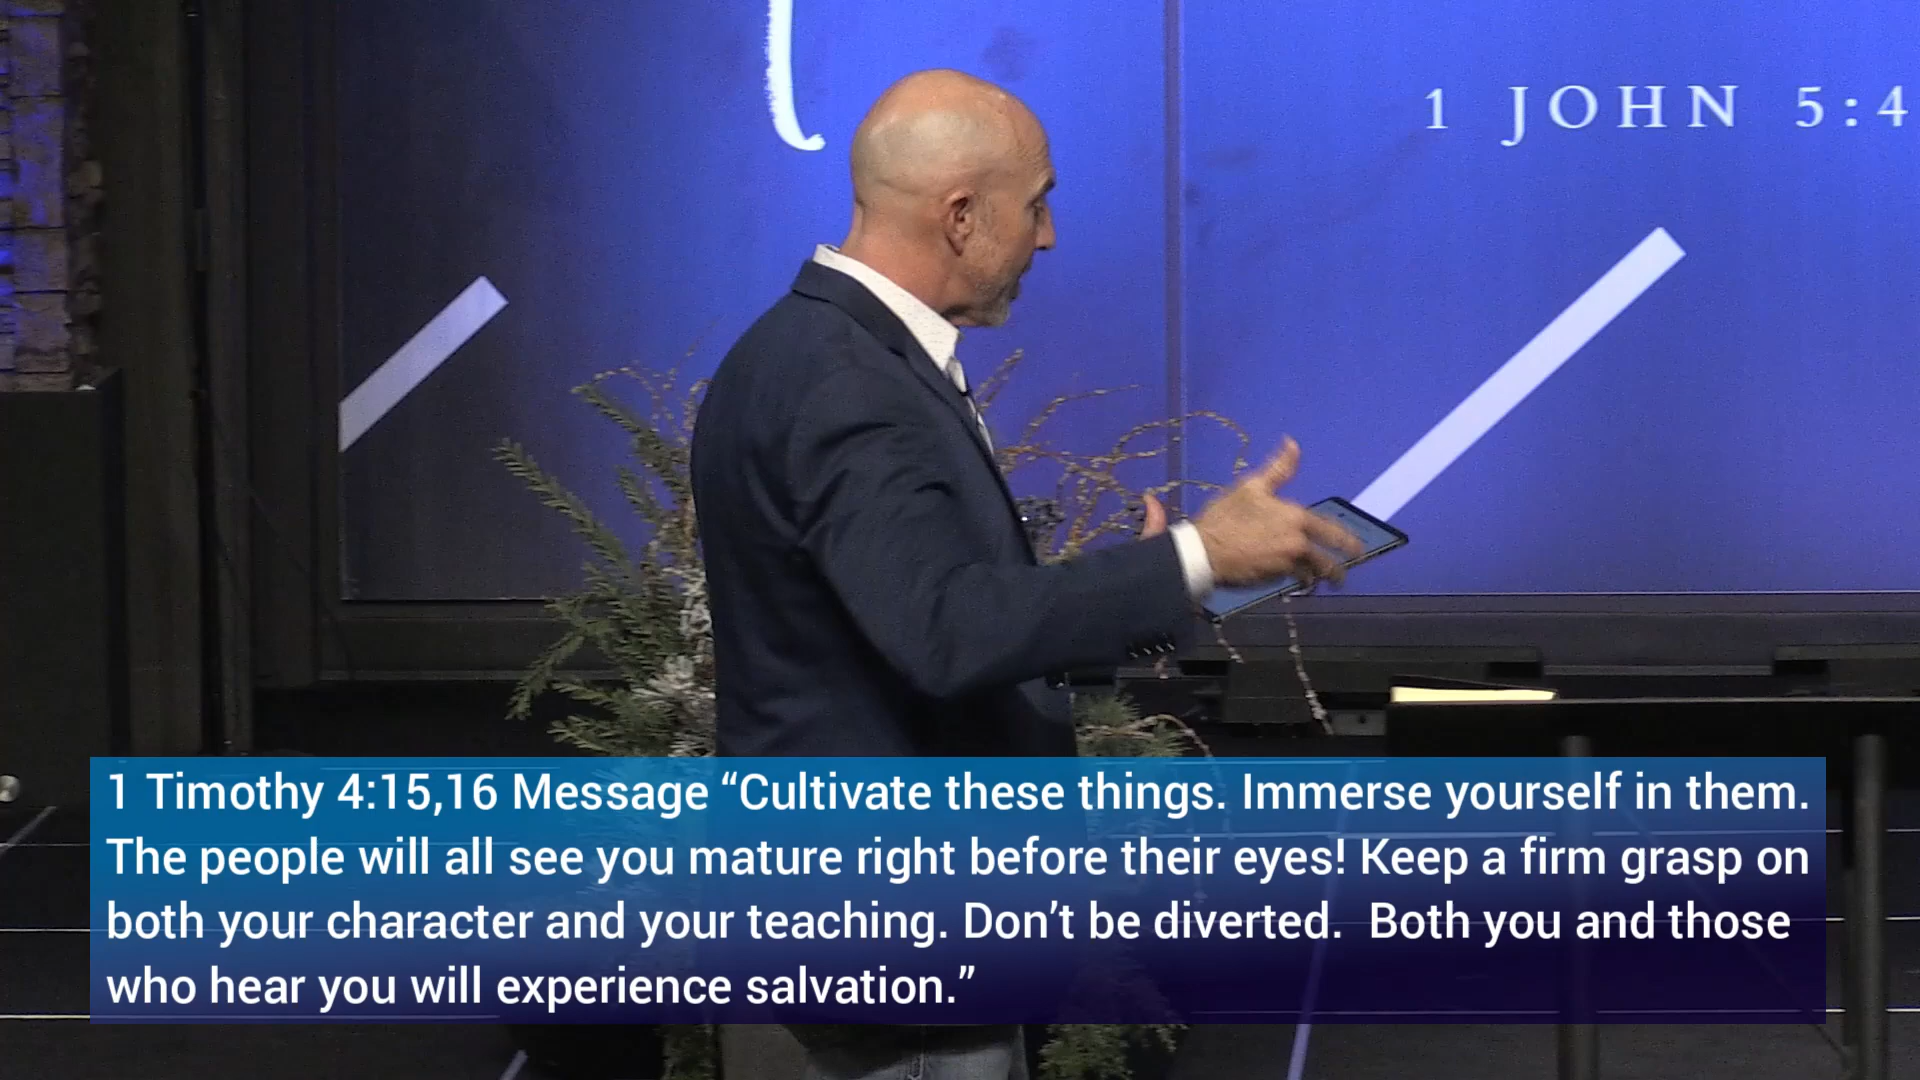 1 JOHN 5:4
1 Timothy 4:15,16 Message “Cultivate these things. Immerse yourself in them.
The people will all see you mature right before their eyes! Keep a firm grasp on
both your character and your teaching. Don’t be diverted.  Both you and those
who hear you will experience salvation.”